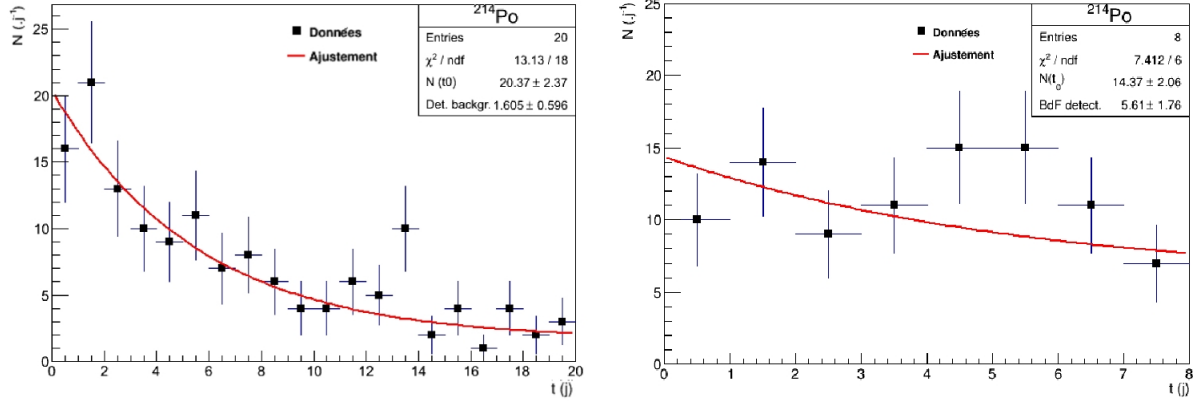 N (.j⁻¹)
²¹⁴Po
Entries 20
χ² / ndf 13.13 / 18
N (t0) 20.37 ± 2.37
Det. backgr. 1.605 ± 0.596
Données
Ajustement
25
20
15
10
5
0
0 2 4 6 8 10 12 14 16 18 20
t (j)
N (.j⁻¹)
²¹⁴Po
Entries 8
χ² / ndf 7.412 / 6
N(t₀) 14.37 ± 2.06
BdF detect. 5.61 ± 1.76
Données
Ajustement
25
20
15
10
5
0
0 1 2 3 4 5 6 7 8
t (j)